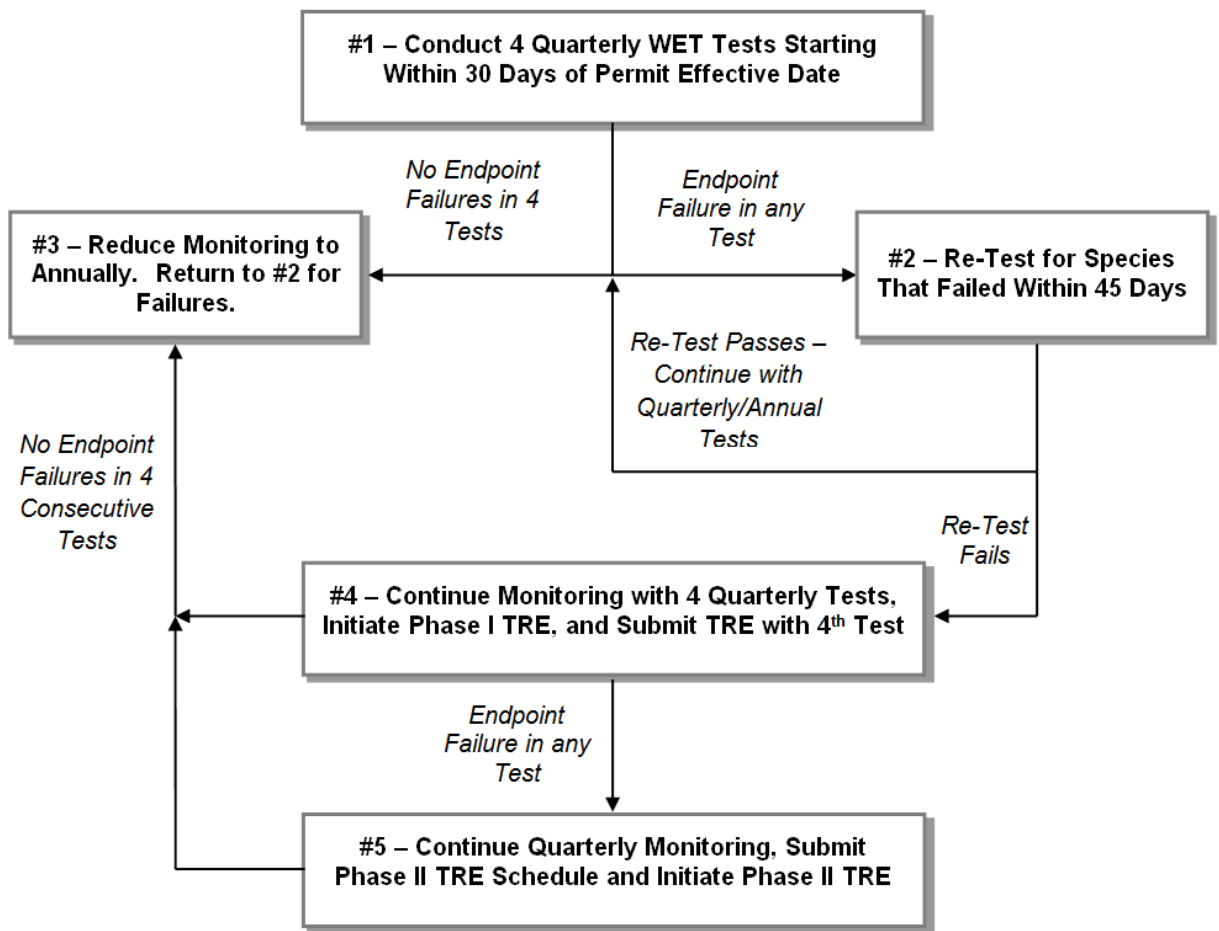 #1 – Conduct 4 Quarterly WET Tests Starting
Within 30 Days of Permit Effective Date
No Endpoint
Failures in 4
Tests
Endpoint
Failure in any
Test
#3 – Reduce Monitoring to
Annually. Return to #2 for
Failures.
#2 – Re-Test for Species
That Failed Within 45 Days
Re-Test Passes –
Continue with
Quarterly/Annual
Tests
No Endpoint
Failures in 4
Consecutive
Tests
Re-Test
Fails
#4 – Continue Monitoring with 4 Quarterly Tests,
Initiate Phase I TRE, and Submit TRE with 4th Test
Endpoint
Failure in any
Test
#5 – Continue Quarterly Monitoring, Submit
Phase II TRE Schedule and Initiate Phase II TRE